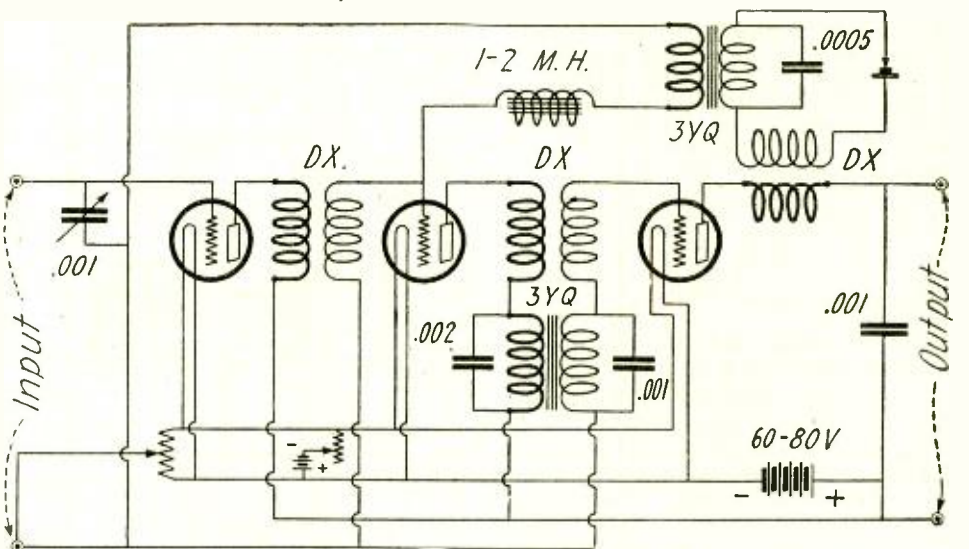 .0005
1-2 M.H.
3YQ
DX.
DX
DX
.001
3YQ
.002
.001
.001
Input
Output
60-80V
-
+
-
+